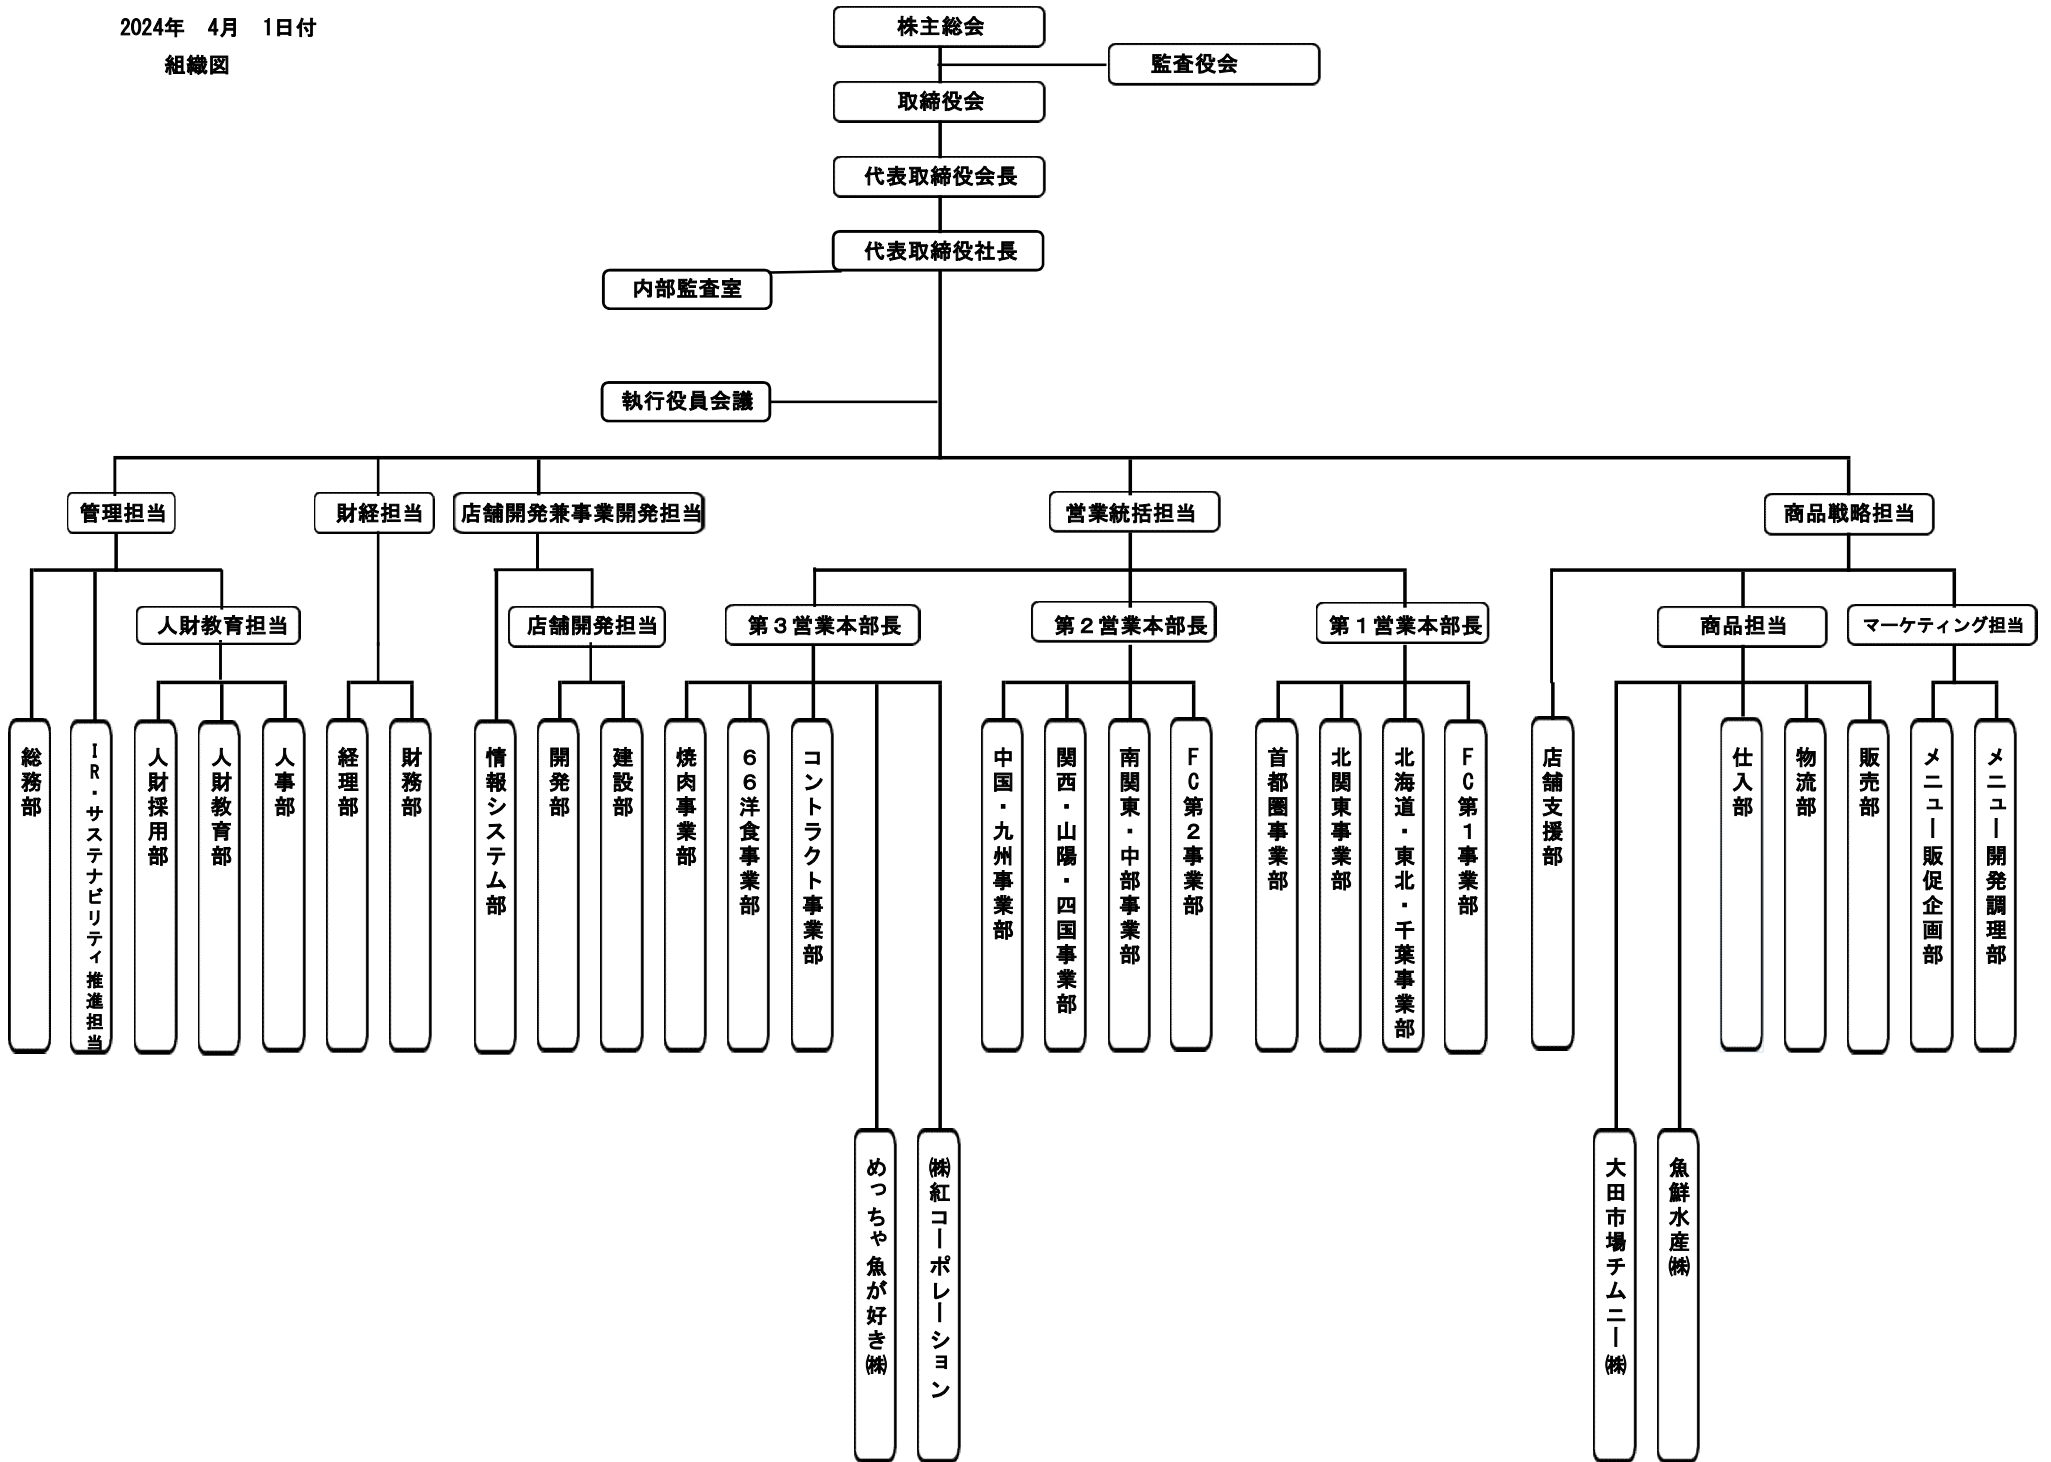 2024年　4月　1日付
組織図
株主総会
監査役会
取締役会
代表取締役会長
代表取締役社長
内部監査室
執行役員会議
管理担当
財経担当
店舗開発兼事業開発担当
営業統括担当
商品戦略担当
人財教育担当
店舗開発担当
第３営業本部長
第２営業本部長
第１営業本部長
商品担当
マーケティング担当
総務部
ＩＲ・サステナビリティ推進担当
人財採用部
人財教育部
人事部
経理部
財務部
情報システム部
開発部
建設部
焼肉事業部
６６洋食事業部
コントラクト事業部
中国・九州事業部
関西・山陽・四国事業部
南関東・中部事業部
ＦＣ第２事業部
首都圏事業部
北関東事業部
北海道・東北・千葉事業部
ＦＣ第１事業部
店舗支援部
仕入部
物流部
販売部
メニュー販促企画部
メニュー開発調理部
めっちゃ魚が好き㈱
㈱紅コーポレーション
大田市場チムニー㈱
魚鮮水産㈱